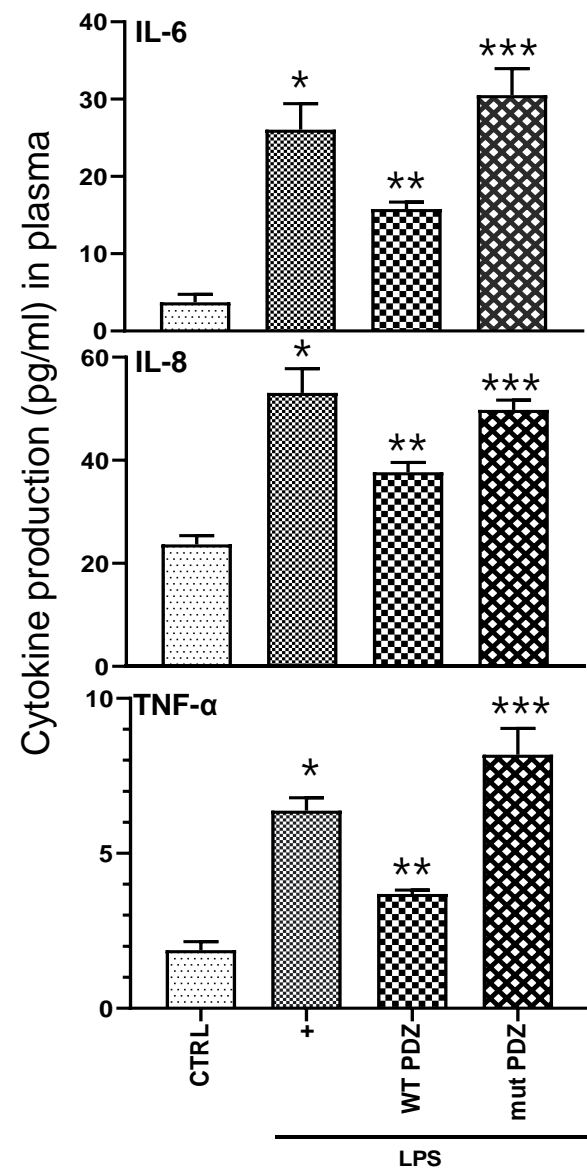 Cytokine production (pg/ml) in plasma
40
IL-6
30
20
10
0
*
**
***
60
IL-8
40
20
0
*
**
***
10
TNF-α
5
0
*
**
***
CTRL
+
WT PDZ
mut PDZ
LPS